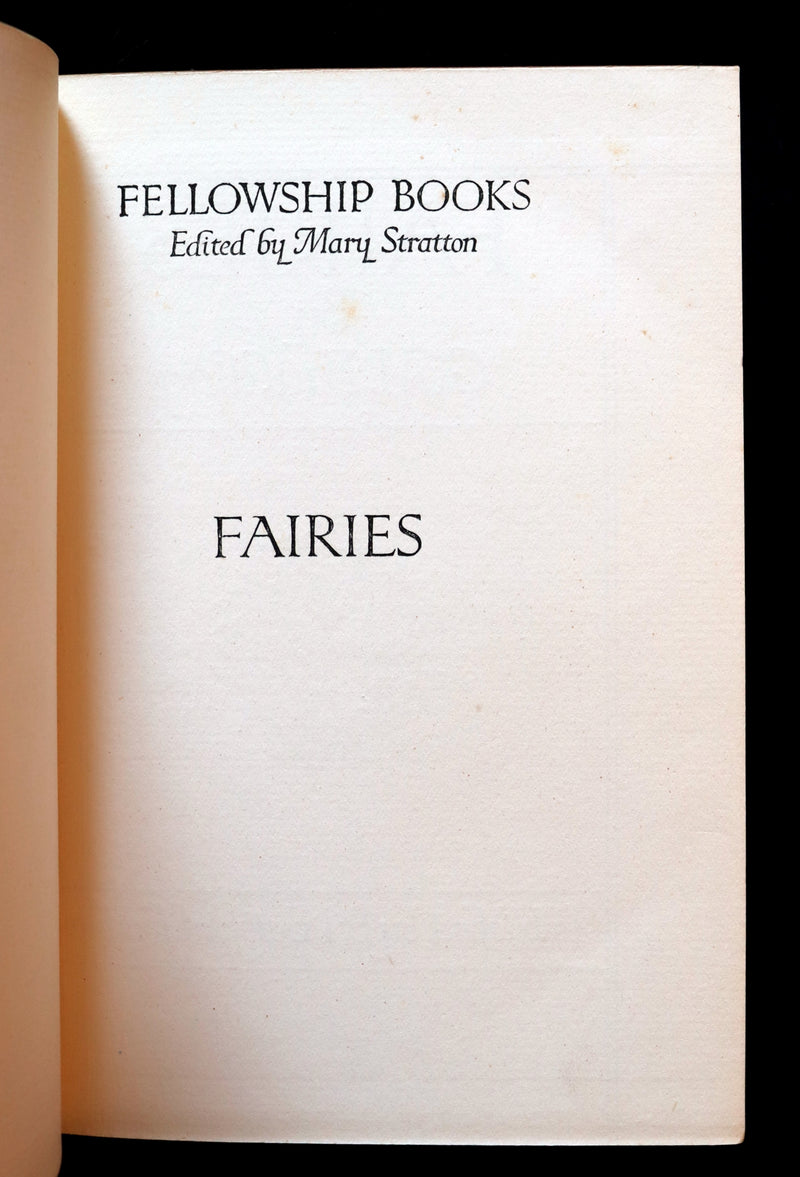 FELLOWSHIP BOOKS
Edited by Mary Stratton
FAIRIES